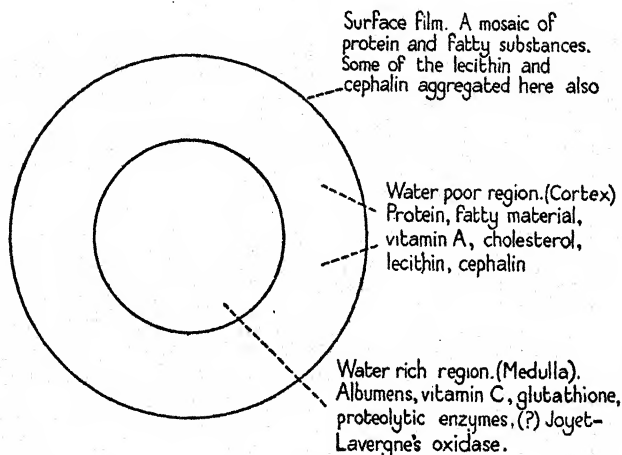 Surface film. A mosaic of
protein and fatty substances.
Some of the lecithin and
cephalin aggregated here also
Water poor region.(Cortex)
Protein, fatty material,
vitamin A, cholesterol,
lecithin, cephalin
Water rich region.(Medulla).
Albumens, vitamin C, glutathione,
proteolytic enzymes, (?) Joyet-
Lavergne's oxidase.